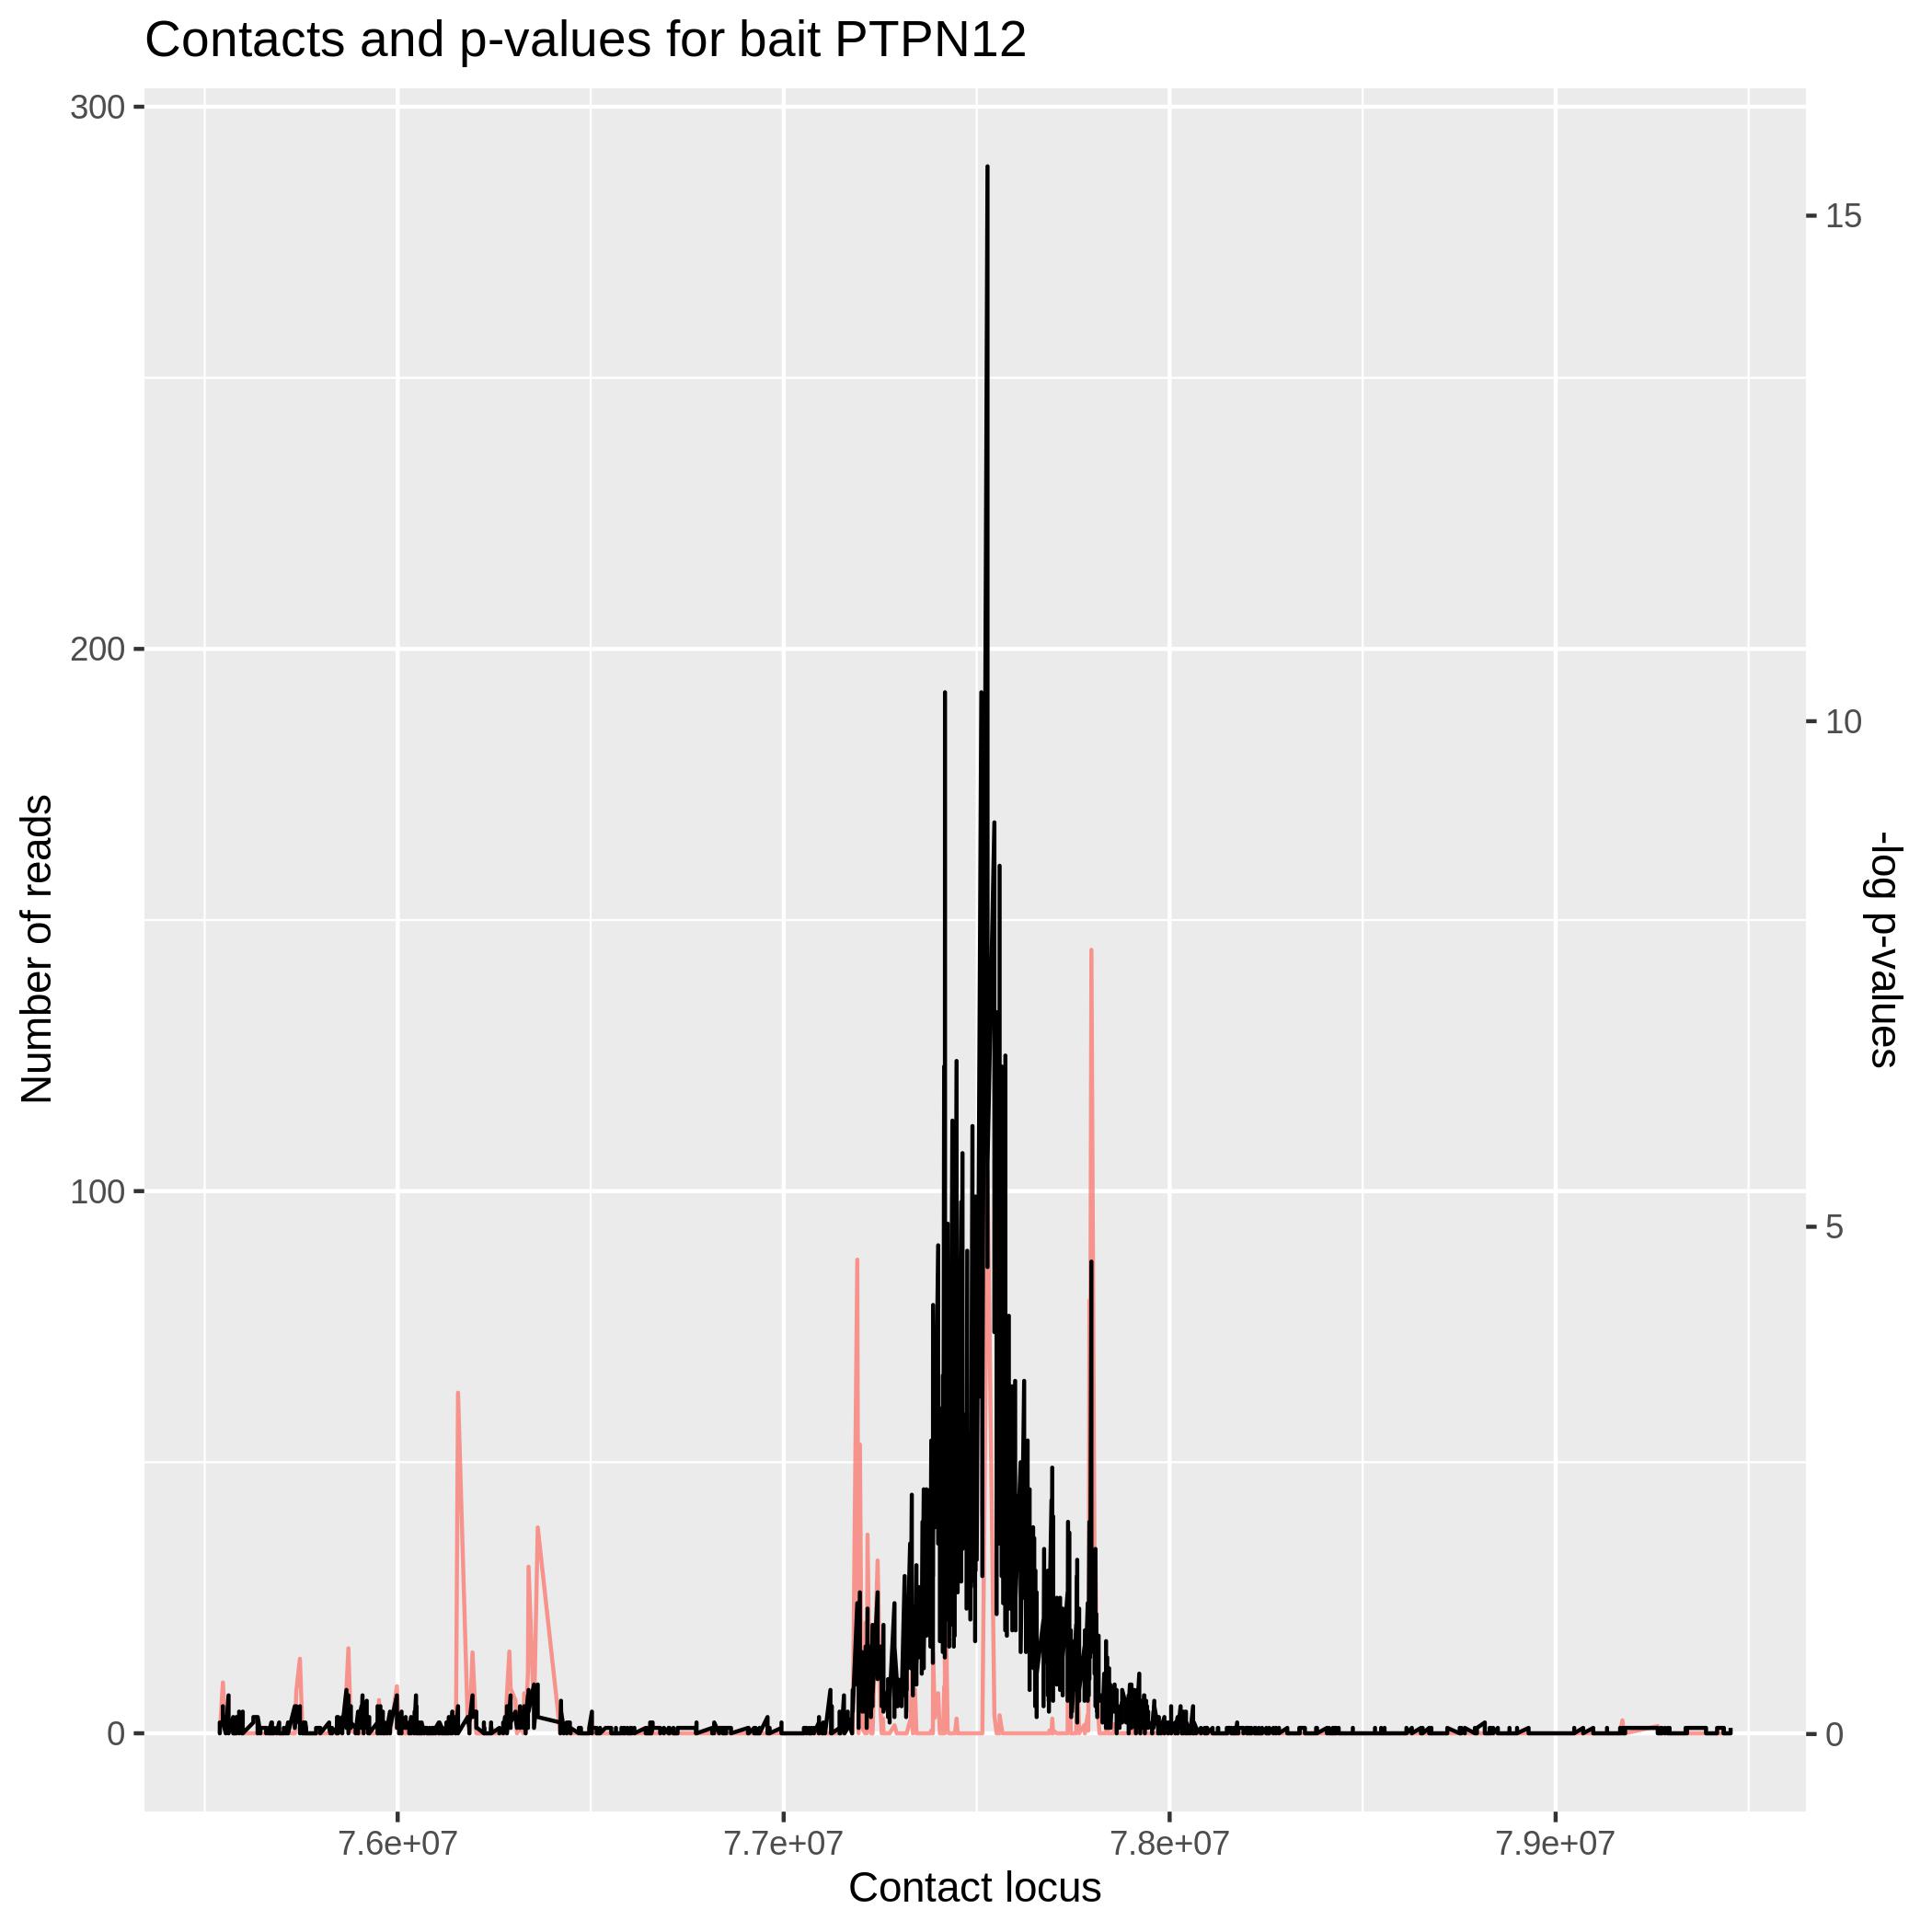 Contacts and p-values for bait PTPN12
300
200
100
0
15
10
5
0
Number of reads
-log p-values
7.6e+07
7.7e+07
7.8e+07
7.9e+07
Contact locus